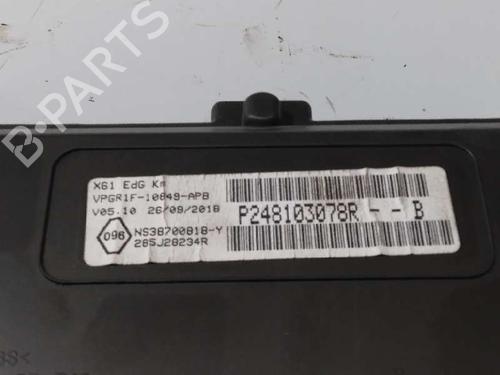 B-PARTS
X61 EdG Km
VPGR1F-10849-APB
V05.10 26/09/2018
P248103078R - - B
096
NS38700818-Y
285J28234R